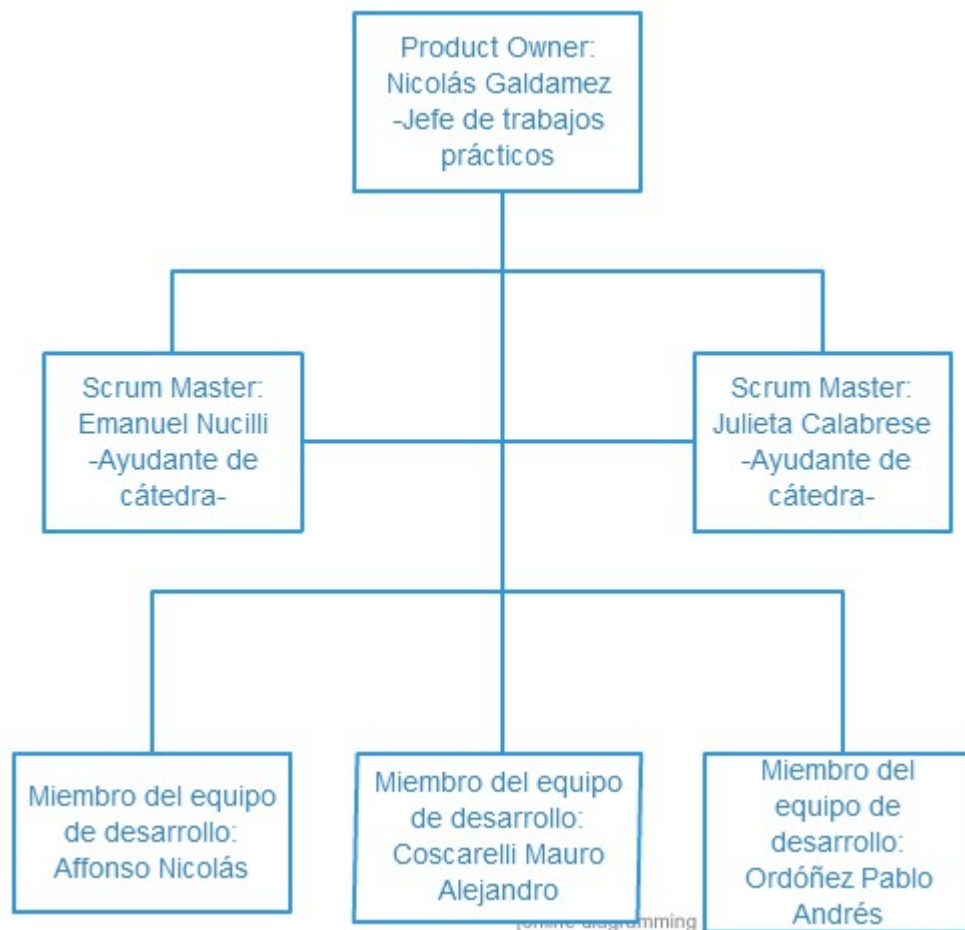 Product Owner:
Nicolás Galdamez
-Jefe de trabajos
prácticos
Scrum Master:
Emanuel Nucilli
-Ayudante de
cátedra-
Scrum Master:
Julieta Calabrese
-Ayudante de
cátedra-
Miembro del equipo
de desarrollo:
Affonso Nicolás
Miembro del equipo
de desarrollo:
Coscarelli Mauro
Alejandro
Miembro del
equipo de
desarrollo:
Ordóñez Pablo
Andrés
[online diagramming